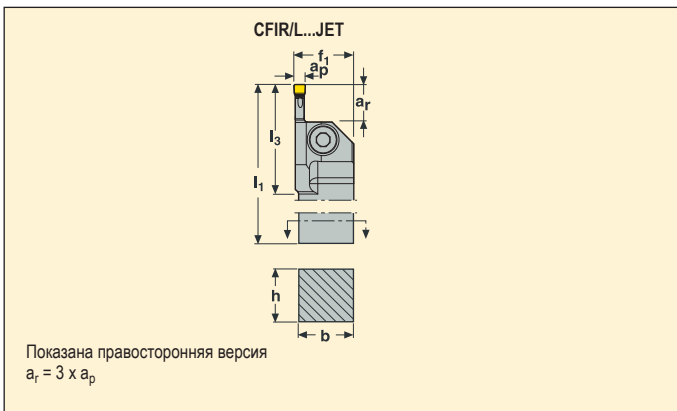 CFIR/L...JET
f₁
aₚ
aᵣ
l₃
l₁
h
b
Показана правосторонняя версия
aᵣ = 3 x aₚ